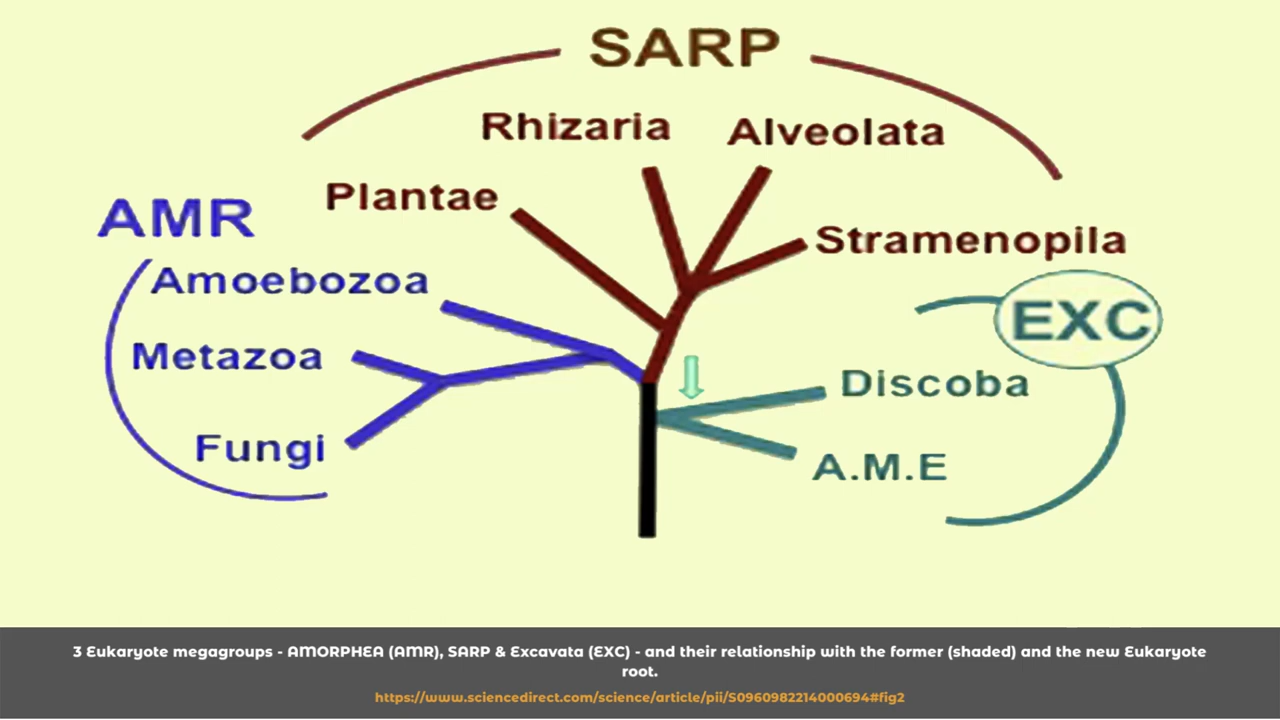 SARP
Rhizaria
Alveolata
Plantae
AMR
Stramenopila
Amoebozoa
EXC
Metazoa
Discoba
Fungi
A.M.E
3 Eukaryote megagroups - AMORPHEA (AMR), SARP & Excavata (EXC) - and their relationship with the former (shaded) and the new Eukaryote
root.
https://www.sciencedirect.com/science/article/pii/S0960982214000694#fig2